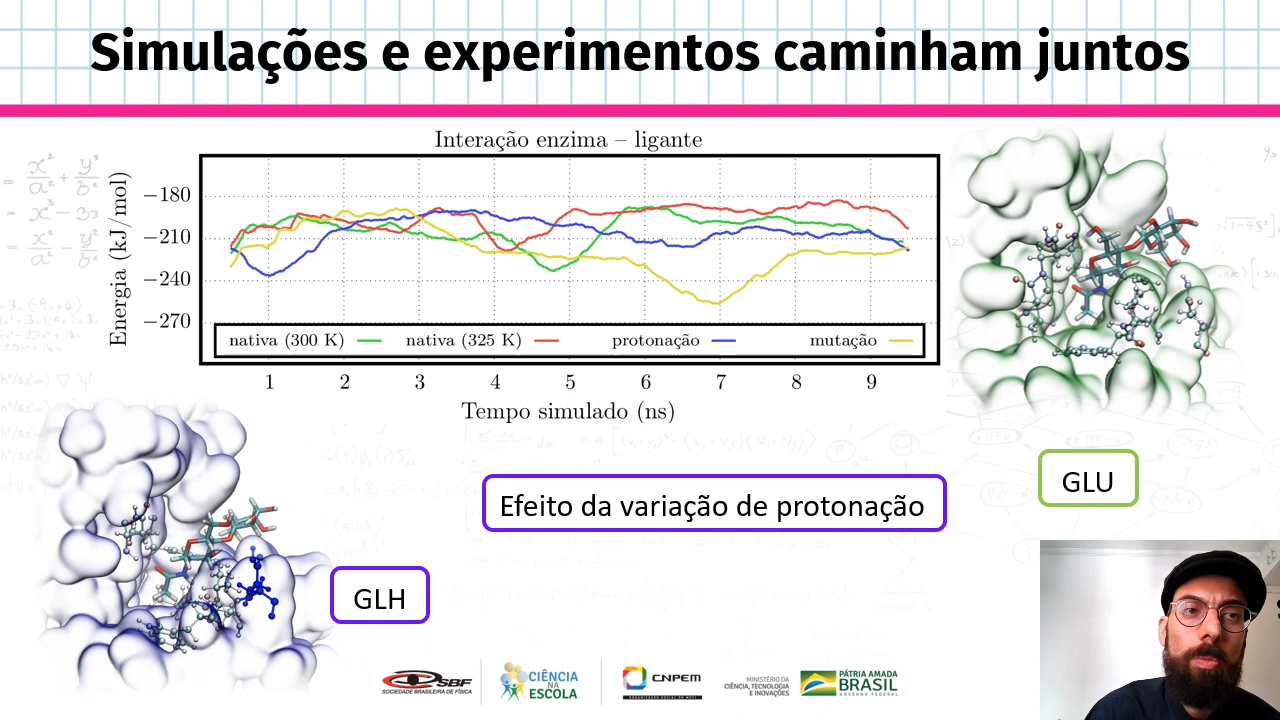 Simulações e experimentos caminham juntos
Interação enzima – ligante
Energia (kJ/mol)
−180
−210
−240
−270
nativa (300 K)
nativa (325 K)
protonação
mutação
1 2 3 4 5 6 7 8 9
Tempo simulado (ns)
GLU
Efeito da variação de protonação
GLH
SBF
SOCIEDADE BRASILEIRA DE FÍSICA
CIÊNCIA
NA
ESCOLA
CNPEM
MINISTÉRIO DA
CIÊNCIA, TECNOLOGIA
E INOVAÇÕES
PÁTRIA AMADA
BRASIL
GOVERNO FEDERAL